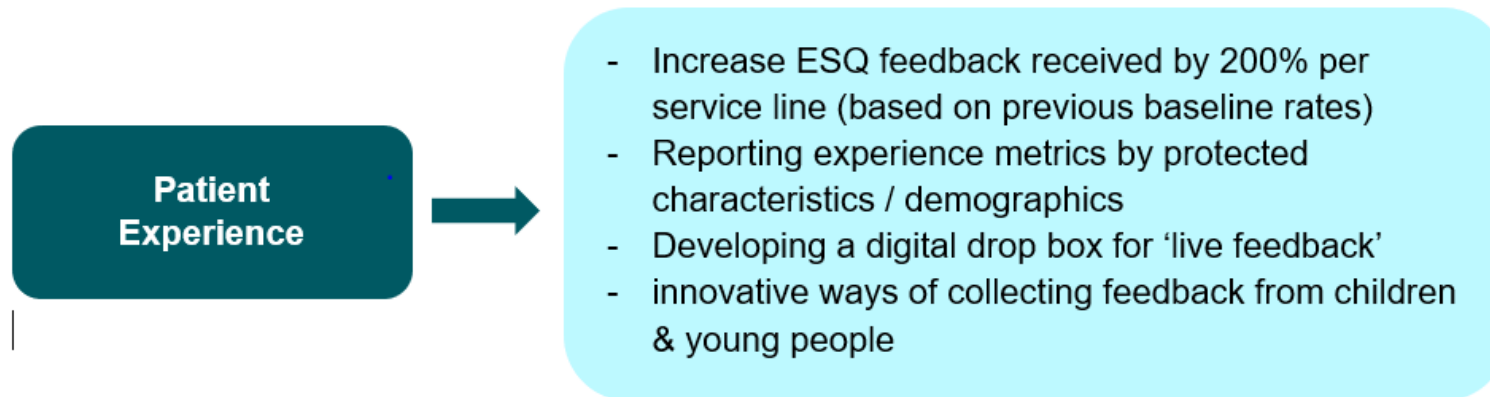 Patient
Experience
- Increase ESQ feedback received by 200% per
service line (based on previous baseline rates)
- Reporting experience metrics by protected
characteristics / demographics
- Developing a digital drop box for ‘live feedback’
- innovative ways of collecting feedback from children
& young people